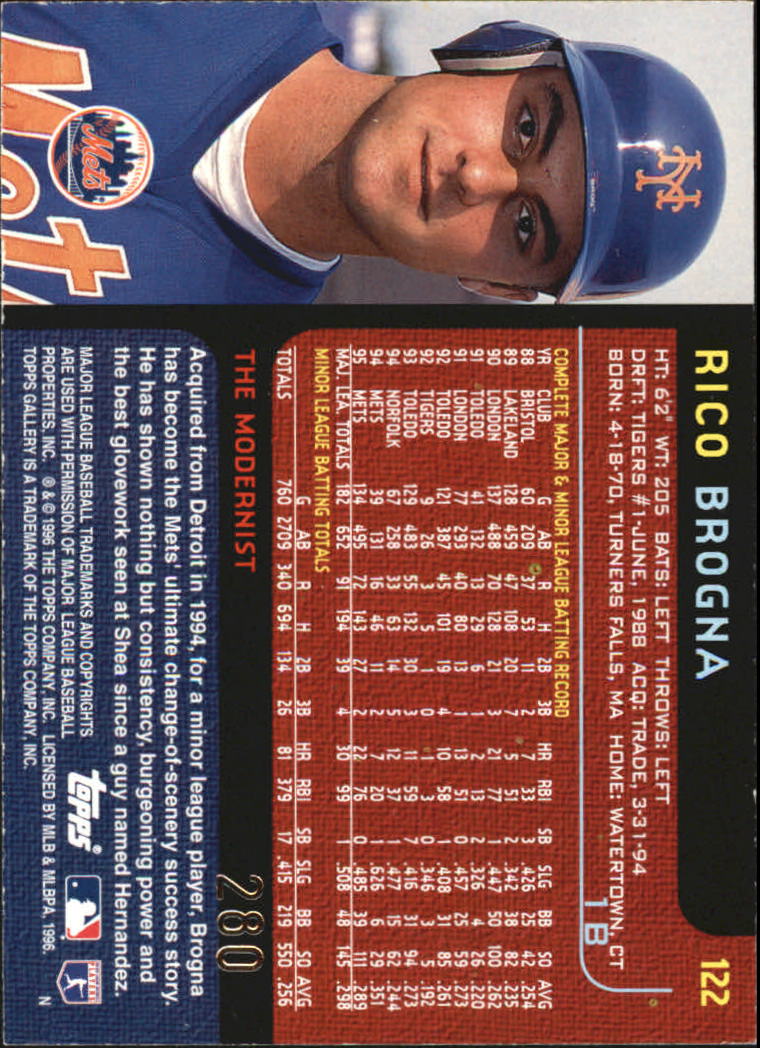 RICO BROGNA 122
HT: 6'2" WT: 205 BATS: LEFT THROWS: LEFT
DRFT: TIGERS #1-JUNE, 1988 ACQ: TRADE, 3-31-94
BORN: 4-18-70, TURNERS FALLS, MA HOME: WATERTOWN, CT
1B
COMPLETE MAJOR & MINOR LEAGUE BATTING RECORD
YR CLUB G AB R H 2B 3B HR RBI SB SLG BB SO AVG
88 BRISTOL 60 209 37 53 11 2 7 33 3 .426 25 42 .254
89 LAKELAND 128 459 47 108 20 7 5 51 2 .342 38 82 .235
90 LONDON 137 488 70 128 21 3 21 77 1 .447 50 100 .262
91 TOLEDO 41 132 13 29 6 1 2 13 2 .326 4 26 .220
91 LONDON 77 293 40 80 13 1 13 51 0 .457 25 59 .273
92 TOLEDO 121 387 45 101 19 4 10 58 1 .408 31 85 .261
92 TIGERS 9 26 3 5 1 0 1 3 0 .346 3 5 .192
93 TOLEDO 129 483 55 132 30 3 11 59 7 .416 31 94 .273
94 NORFOLK 67 258 33 63 14 5 12 37 1 .477 15 62 .244
94 METS 39 131 16 46 11 2 7 20 1 .626 6 29 .351
95 METS 134 495 72 143 27 2 22 76 0 .485 39 111 .289
MAJ. LEA. TOTALS 182 652 91 194 39 4 30 99 1 .508 48 145 .298
MINOR LEAGUE BATTING TOTALS
TOTALS 760 2709 340 694 134 26 81 379 17 .415 219 550 .256
THE MODERNIST
280
Acquired from Detroit in 1994, for a minor league player, Brogna
has become the Mets' ultimate change-of-scenery success story.
He has shown nothing but consistency, burgeoning power and
the best glovework seen at Shea since a guy named Hernandez.
MAJOR LEAGUE BASEBALL TRADEMARKS AND COPYRIGHTS
ARE USED WITH PERMISSION OF MAJOR LEAGUE BASEBALL
PROPERTIES, INC. ® & © 1996 THE TOPPS COMPANY, INC. LICENSED BY MLB & MLBPA, 1996.
TOPPS GALLERY IS A TRADEMARK OF THE TOPPS COMPANY, INC.
topps®
N
NY
Mets
Met